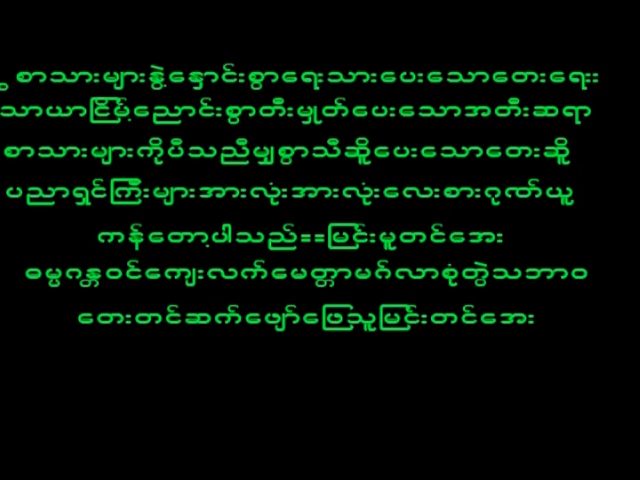 စာသားများနွဲ့နှောင်းစွာရေးသားပေးသောတေးရေး
သာယာငြိမ့်ညောင်းစွာတီးမှုတ်ပေးသောအတီးဆရာ
စာသားများကိုပီသညီမျှစွာသီဆိုပေးသောတေးဆို
ပညာရှင်ကြီးများအားလုံးအားလုံးလေးစားဂုဏ်ယူ
ကန်တော့ပါသည်==မြင်းမူတင်အေး
ဓမ္မဂန္တဝင်ကျေးလက်မေတ္တာမဂ်လာစုံတွဲသဘာဝ
တေးတင်ဆက်ဖျော်ဖြေသူမြင်းတင်အေး